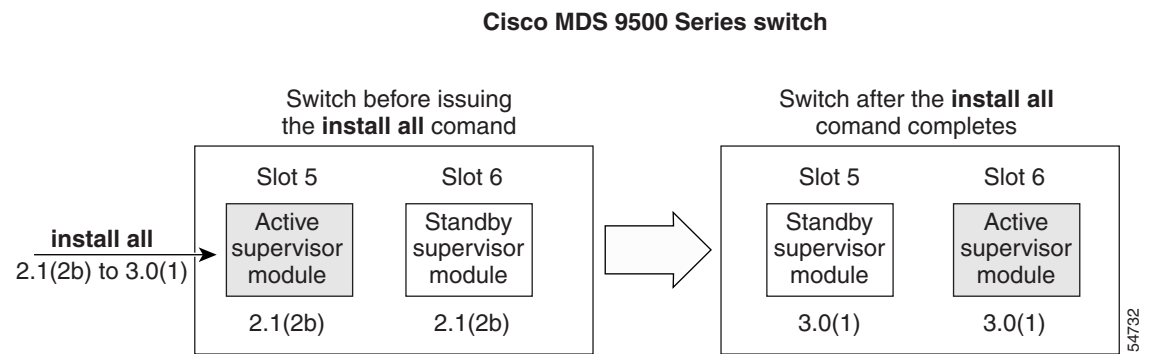 Cisco MDS 9500 Series switch
Switch before issuing
the install all comand
Switch after the install all
comand completes
Slot 5
Slot 6
Slot 5
Slot 6
install all
2.1(2b) to 3.0(1)
Active
supervisor
module
Standby
supervisor
module
Standby
supervisor
module
Active
supervisor
module
2.1(2b)
2.1(2b)
3.0(1)
3.0(1)
54732